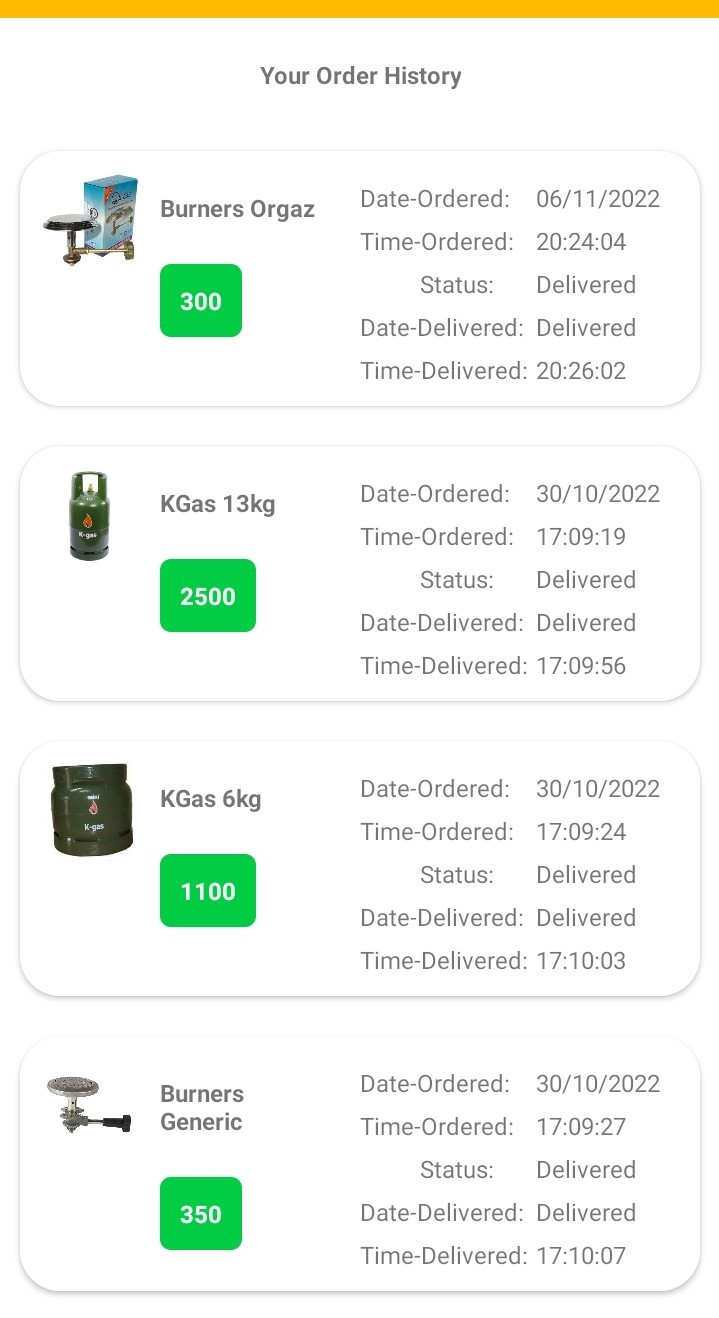 Your Order History
Burners Orgaz
300
Date-Ordered: 06/11/2022
Time-Ordered: 20:24:04
Status: Delivered
Date-Delivered: Delivered
Time-Delivered: 20:26:02
K-gas
KGas 13kg
2500
Date-Ordered: 30/10/2022
Time-Ordered: 17:09:19
Status: Delivered
Date-Delivered: Delivered
Time-Delivered: 17:09:56
mini
K-gas
KGas 6kg
1100
Date-Ordered: 30/10/2022
Time-Ordered: 17:09:24
Status: Delivered
Date-Delivered: Delivered
Time-Delivered: 17:10:03
Burners
Generic
350
Date-Ordered: 30/10/2022
Time-Ordered: 17:09:27
Status: Delivered
Date-Delivered: Delivered
Time-Delivered: 17:10:07